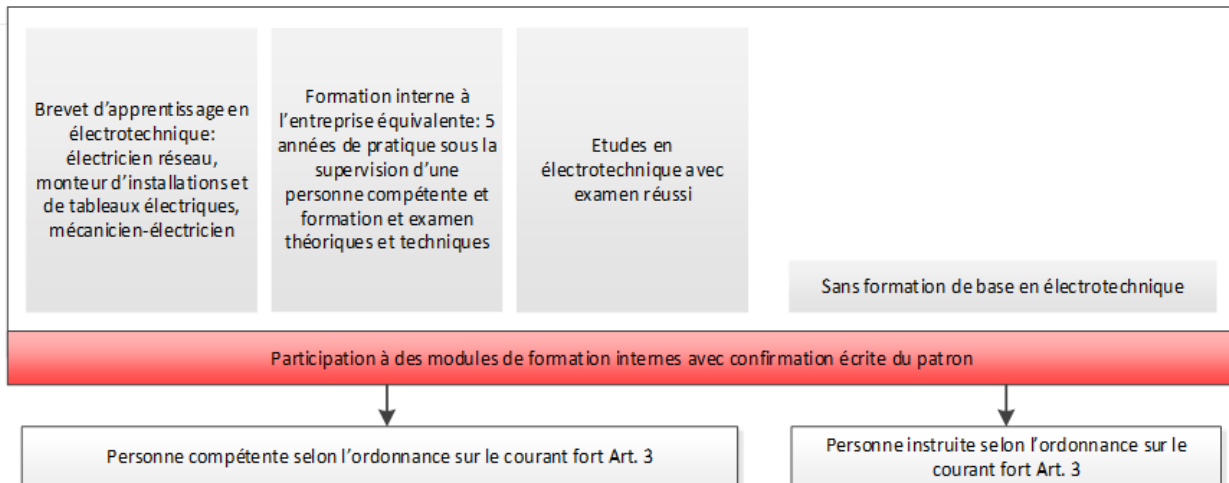 Brevet d'apprentissage en
électrotechnique:
électricien réseau,
monteur d'installations et
de tableaux électriques,
mécanicien-électricien
Formation interne à
l'entreprise équivalente: 5
années de pratique sous la
supervision d'une
personne compétente et
formation et examen
théoriques et techniques
Etudes en
électrotechnique avec
examen réussi
Sans formation de base en électrotechnique
Participation à des modules de formation internes avec confirmation écrite du patron
Personne compétente selon l'ordonnance sur le courant fort Art. 3
Personne instruite selon l'ordonnance sur le
courant fort Art. 3